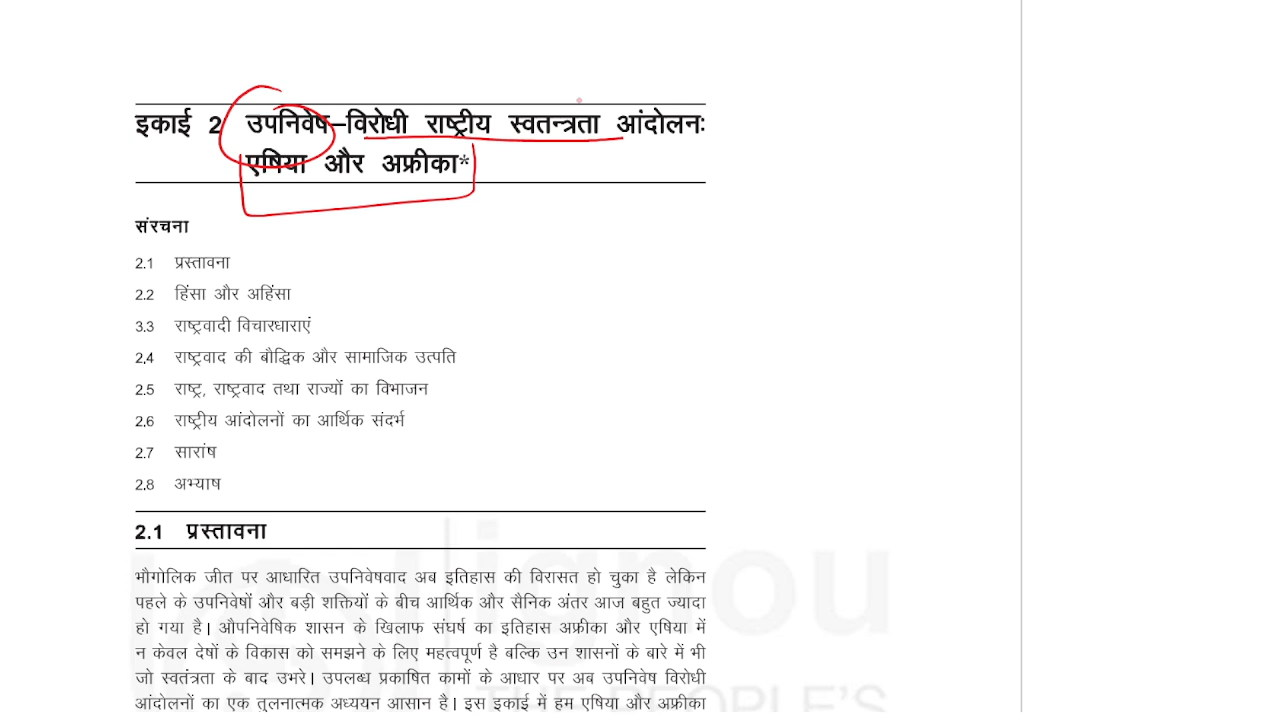 इकाई 2 उपनिवेष–विरोधी राष्ट्रीय स्वतन्त्रता आंदोलनः
एषिया और अफ्रीका*
संरचना
2.1 प्रस्तावना
2.2 हिंसा और अहिंसा
3.3 राष्ट्रवादी विचारधाराएं
2.4 राष्ट्रवाद की बौद्धिक और सामाजिक उत्पति
2.5 राष्ट्र, राष्ट्रवाद तथा राज्यों का विभाजन
2.6 राष्ट्रीय आंदोलनों का आर्थिक संदर्भ
2.7 सारांष
2.8 अभ्याष
2.1 प्रस्तावना
भौगोलिक जीत पर आधारित उपनिवेषवाद अब इतिहास की विरासत हो चुका है लेकिन
पहले के उपनिवेषों और बड़ी शक्तियों के बीच आर्थिक और सैनिक अंतर आज बहुत ज्यादा
हो गया है। औपनिवेषिक शासन के खिलाफ संघर्ष का इतिहास अफ्रीका और एषिया में
न केवल देषों के विकास को समझने के लिए महत्वपूर्ण है बल्कि उन शासनों के बारे में भी
जो स्वतंत्रता के बाद उभरे। उपलब्ध प्रकाषित कामों के आधार पर अब उपनिवेष विरोधी
आंदोलनों का एक तुलनात्मक अध्ययन आसान है। इस इकाई में हम एषिया और अफ्रीका
ignou
THE PEOPLE'S